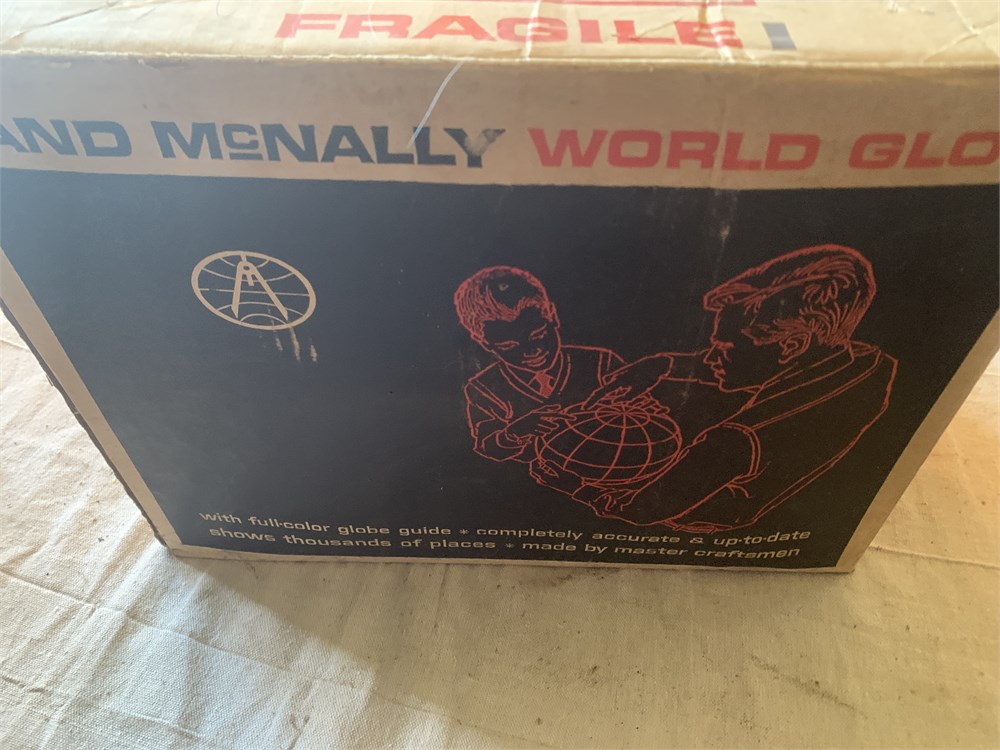 FRAGILE!
AND McNALLY WORLD GLO
with full-color globe guide * completely accurate & up-to-date
shows thousands of places * made by master craftsmen